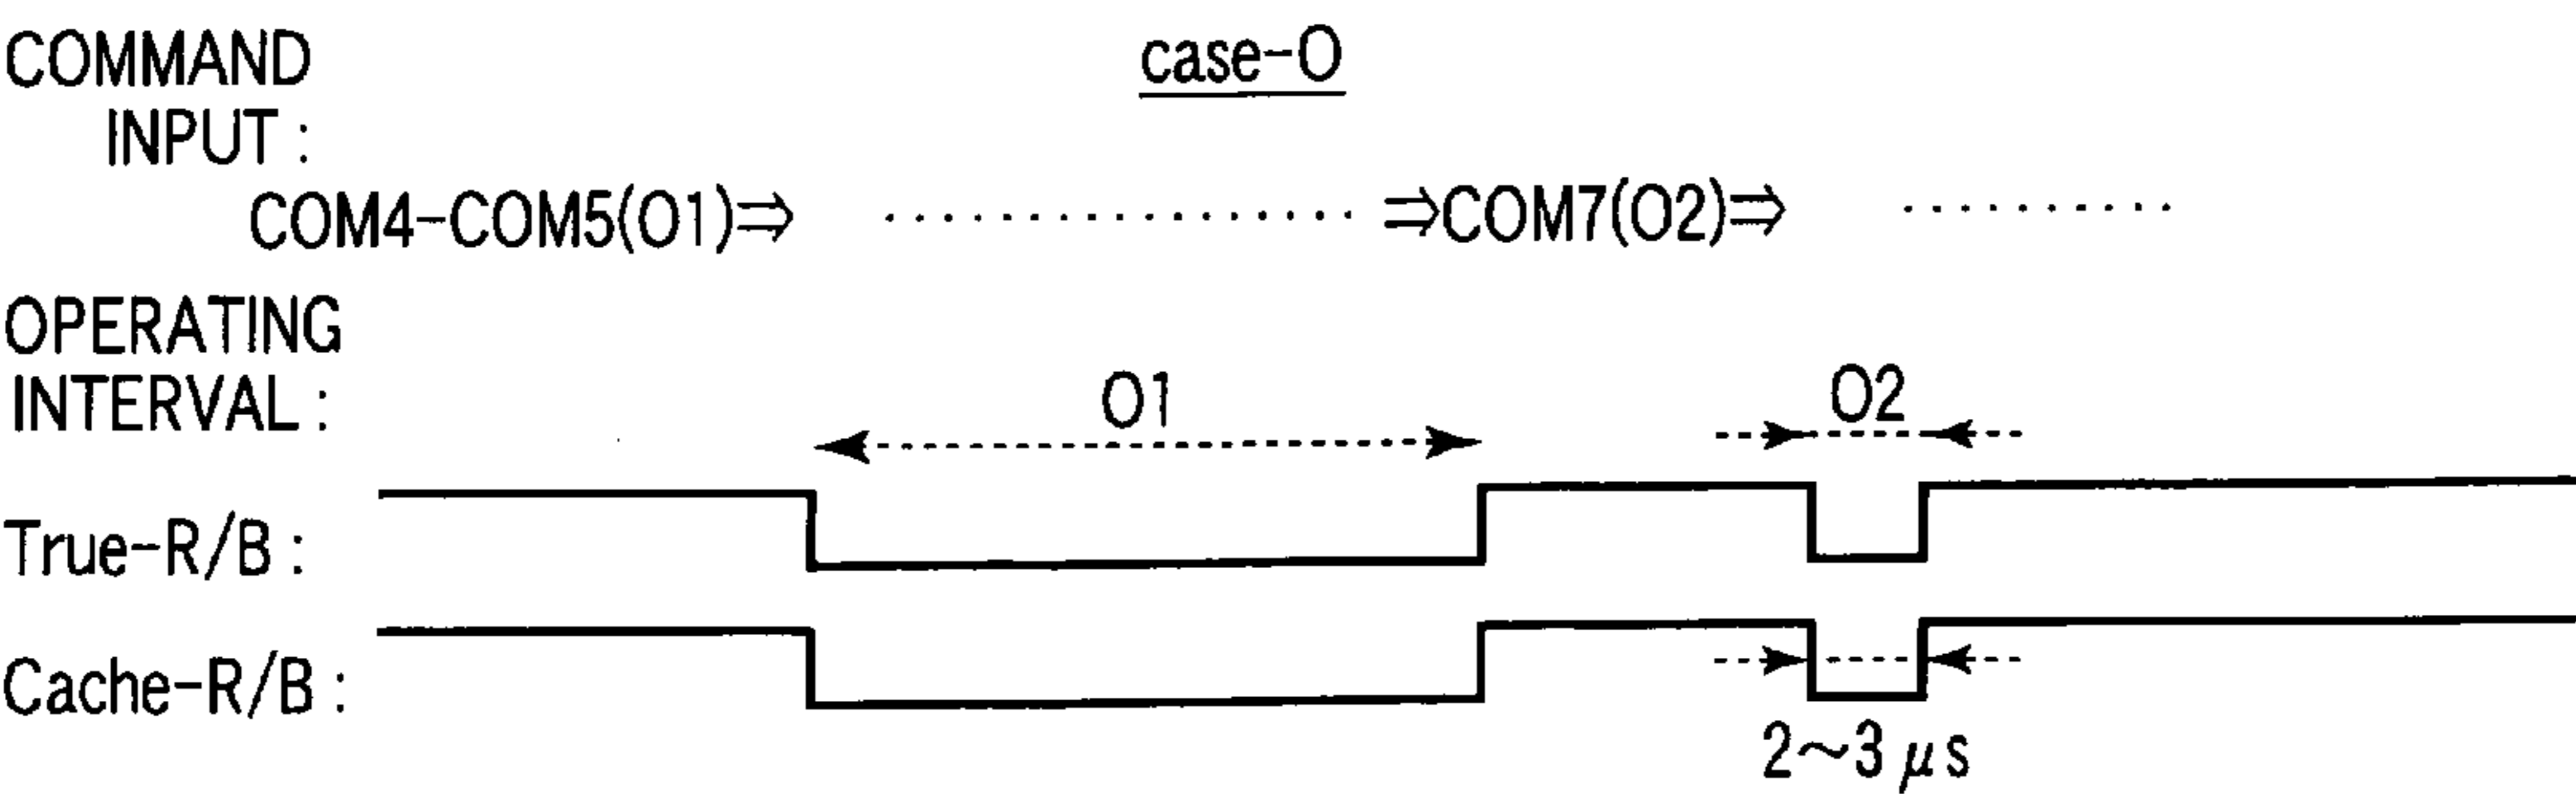 case-O
COMMAND
INPUT :
COM4-COM5(O1)⇒ ················· ⇒COM7(O2)⇒ ··········
OPERATING
INTERVAL :
O1
O2
True-R/B :
Cache-R/B :
2~3 μs